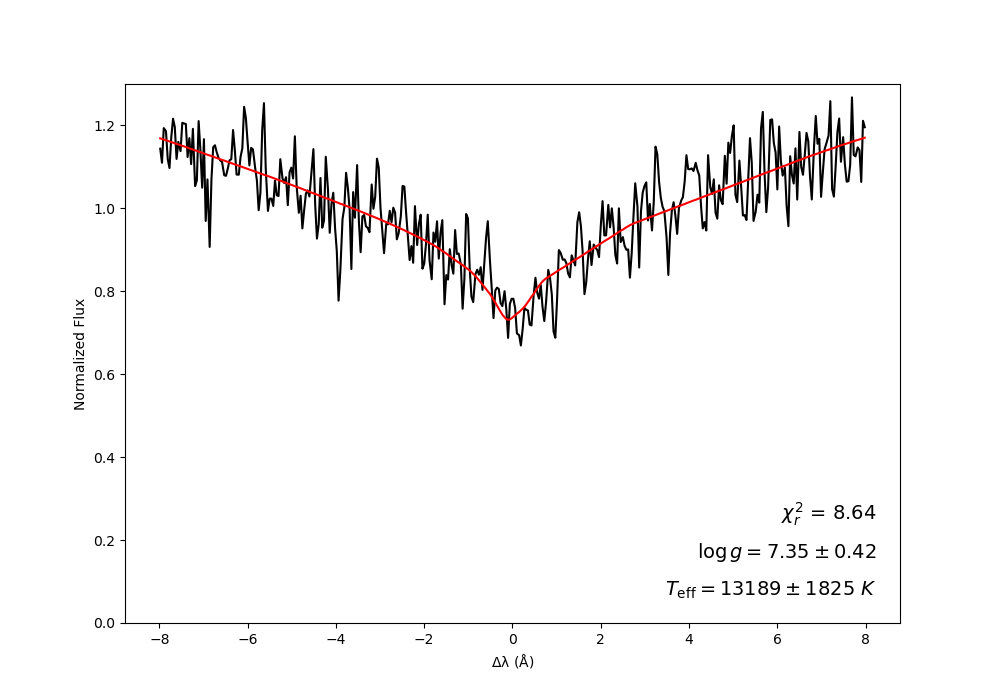 1.2
1.0
0.8
0.6
0.4
0.2
0.0
Normalized Flux
χ²ᵣ = 8.64
log g = 7.35 ± 0.42
T_eff = 13189 ± 1825 K
−8 −6 −4 −2 0 2 4 6 8
Δλ (Å)